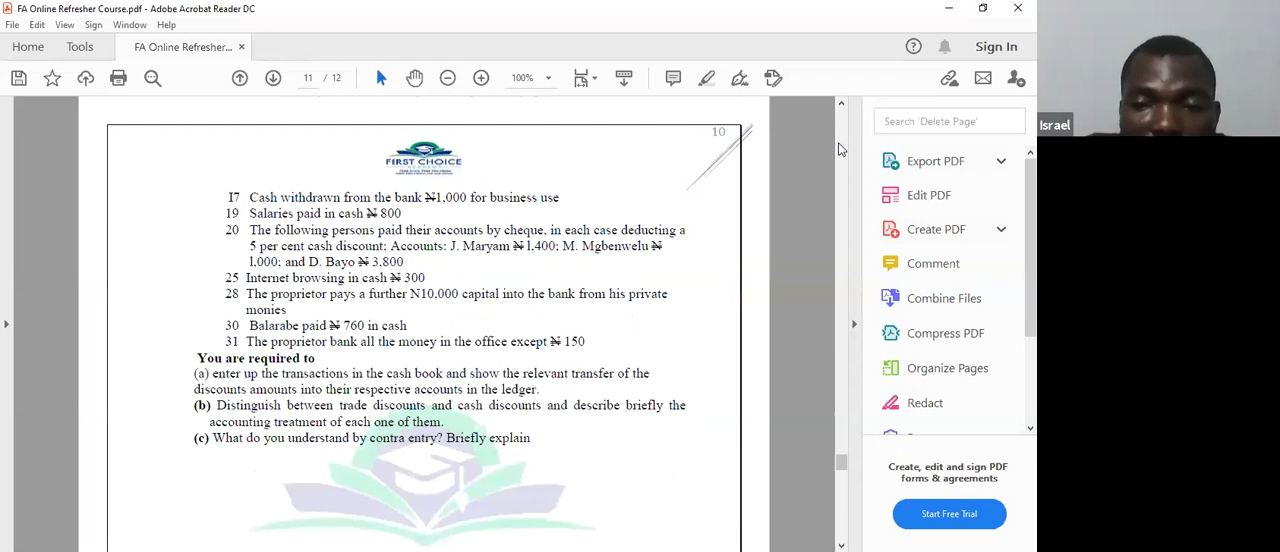 FA Online Refresher Course.pdf - Adobe Acrobat Reader DC
File Edit View Sign Window Help
Home Tools FA Online Refresher... × Sign In
11 / 12 100%
Israel
Search 'Delete Page'
Export PDF
Edit PDF
Create PDF
Comment
Combine Files
Compress PDF
Organize Pages
Redact
Create, edit and sign PDF
forms & agreements
Start Free Trial
10
FIRST CHOICE
17 Cash withdrawn from the bank ₦1,000 for business use
19 Salaries paid in cash ₦ 800
20 The following persons paid their accounts by cheque, in each case deducting a
5 per cent cash discount: Accounts: J. Maryam ₦ 1,400; M. Mgbenwelu ₦
1,000; and D. Bayo ₦ 3,800
25 Internet browsing in cash ₦ 300
28 The proprietor pays a further N10,000 capital into the bank from his private
monies
30 Balarabe paid ₦ 760 in cash
31 The proprietor bank all the money in the office except ₦ 150
You are required to
(a) enter up the transactions in the cash book and show the relevant transfer of the
discounts amounts into their respective accounts in the ledger.
(b) Distinguish between trade discounts and cash discounts and describe briefly the
accounting treatment of each one of them.
(c) What do you understand by contra entry? Briefly explain